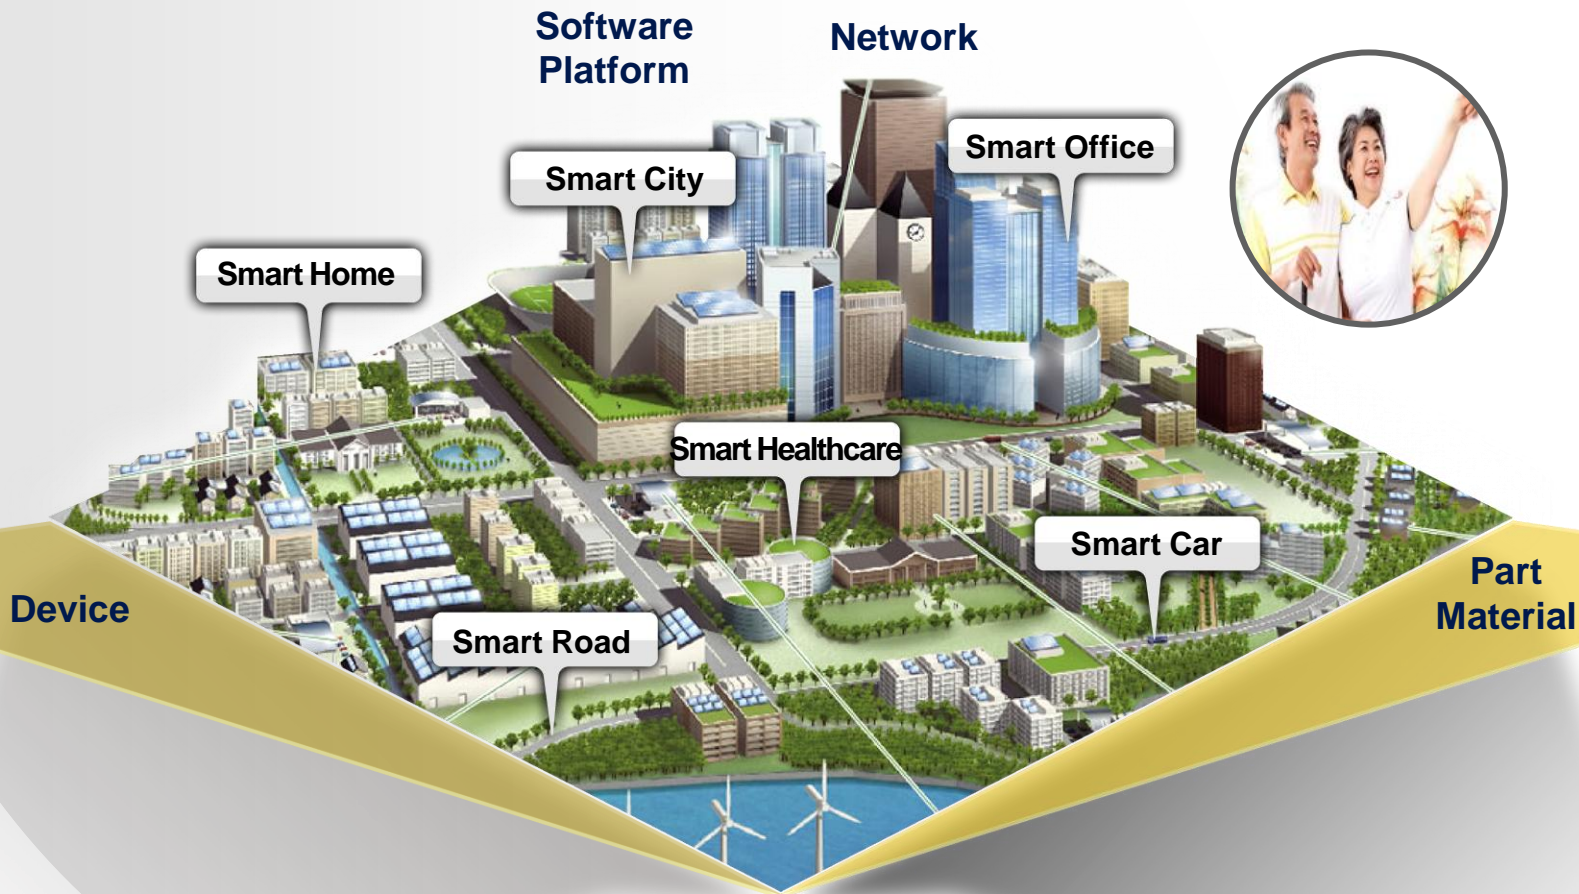 Software
Platform
Network
Smart Office
Smart City
Smart Home
Smart Healthcare
Smart Car
Part
Material
Device
Smart Road